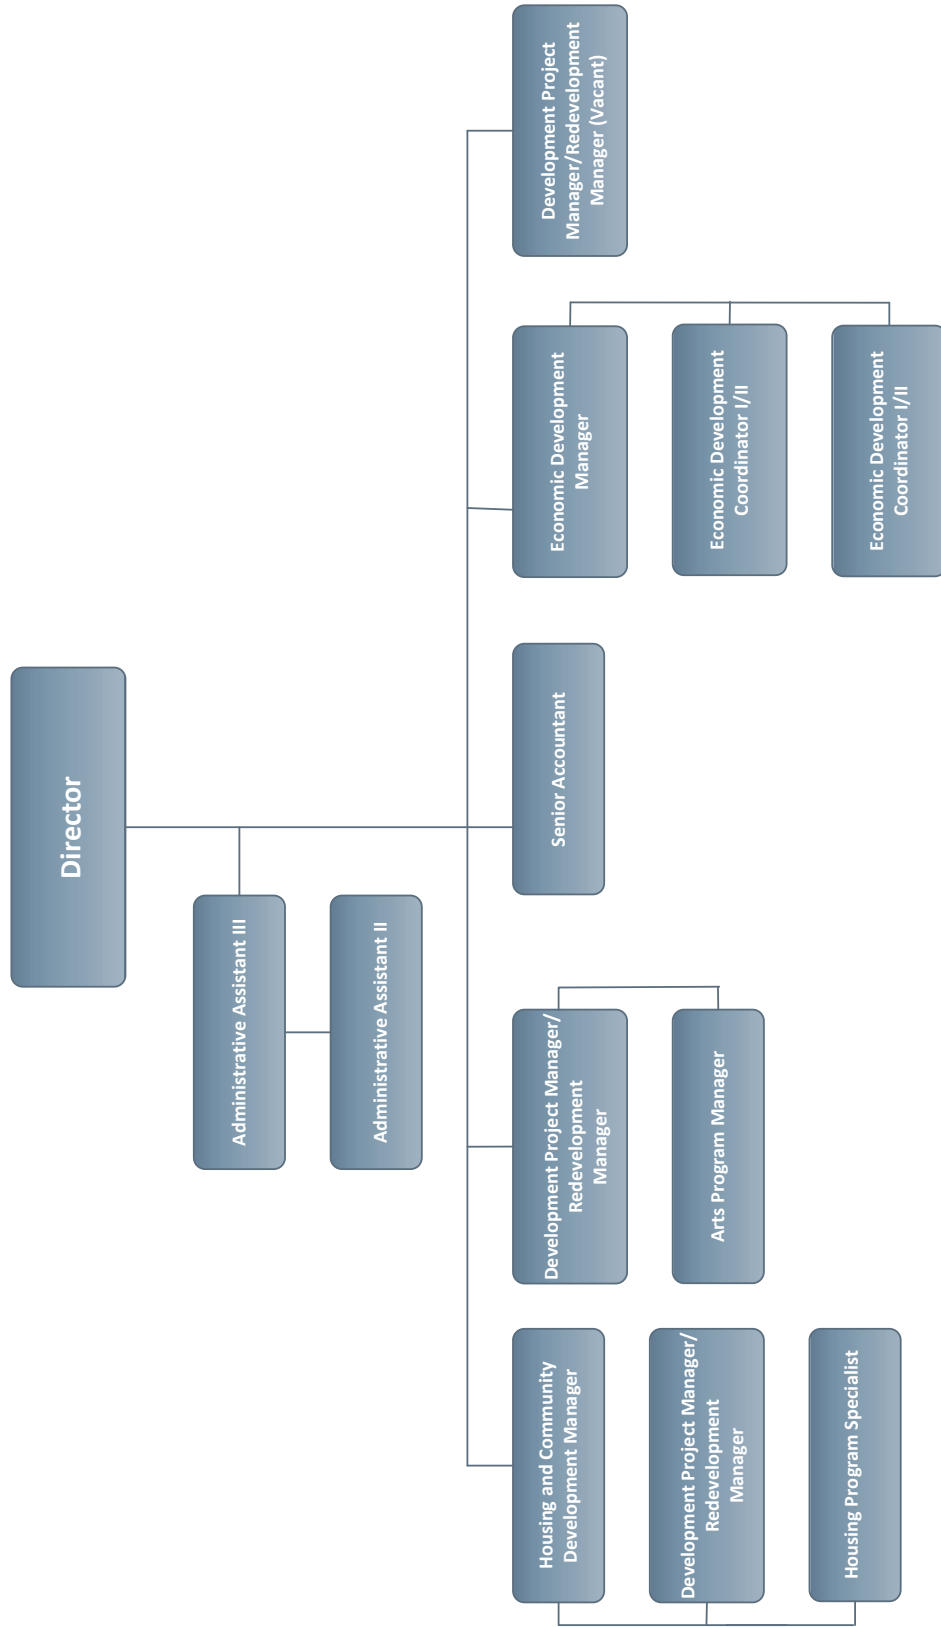 Director
Administrative Assistant III
Administrative Assistant II
Housing and Community
Development Manager
Development Project Manager/
Redevelopment
Manager
Housing Program Specialist
Development Project Manager/
Redevelopment
Manager
Arts Program Manager
Senior Accountant
Economic Development
Manager
Economic Development
Coordinator I/II
Economic Development
Coordinator I/II
Development Project
Manager/Redevelopment
Manager (Vacant)